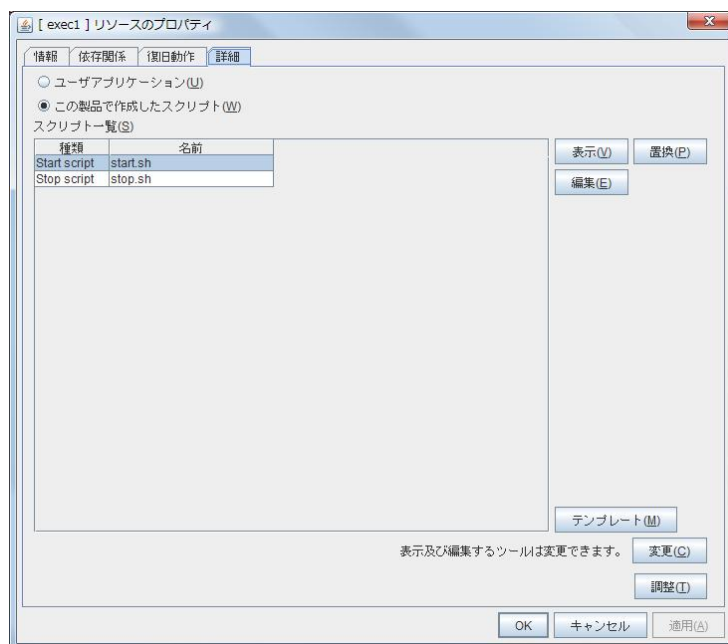 [ exec1 ] リソースのプロパティ
情報 依存関係 復旧動作 詳細
ユーザアプリケーション(U)
この製品で作成したスクリプト(W)
スクリプト一覧(S)
種類 名前
Start script start.sh
Stop script stop.sh
表示(V) 置換(P)
編集(E)
テンプレート(M)
表示及び編集するツールは変更できます。 変更(C)
調整(T)
OK キャンセル 適用(A)